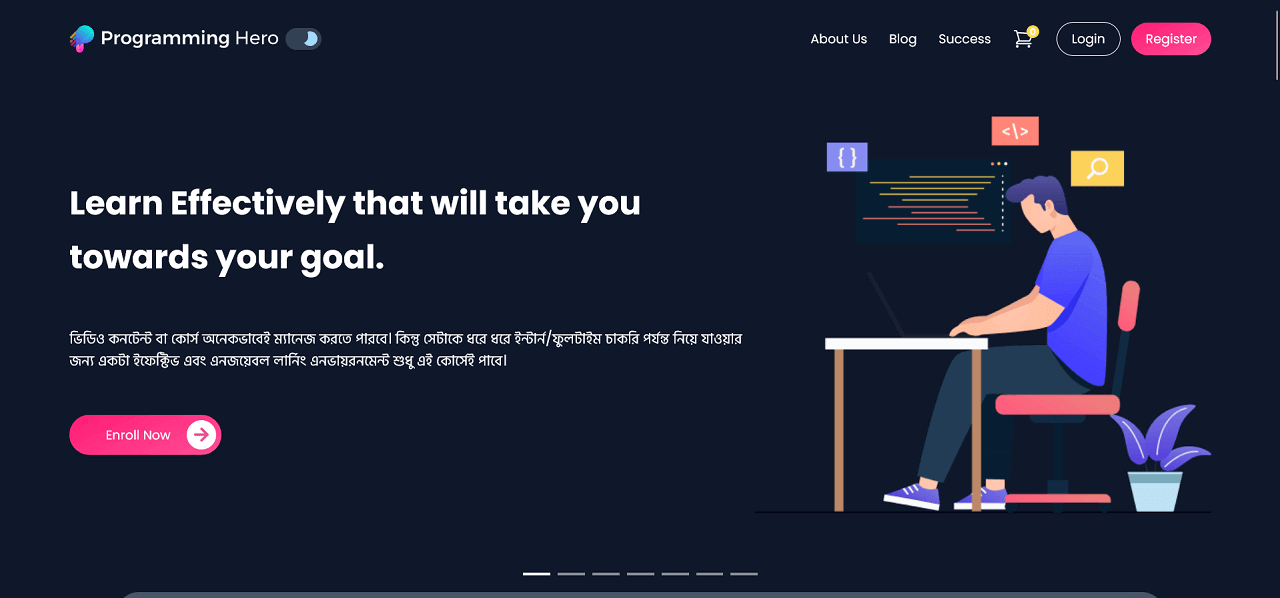 Programming Hero
About Us Blog Success 0 Login Register
</>
{ }
Learn Effectively that will take you
towards your goal.
ভিডিও কনটেন্ট বা কোর্স অনেকভাবেই ম্যানেজ করতে পারবে। কিন্তু সেটাকে ধরে ধরে ইন্টার্ন/ফুলটাইম চাকরি পর্যন্ত নিয়ে যাওয়ার
জন্য একটা ইফেক্টিভ এবং এনজয়েবল লার্নিং এনভায়রনমেন্ট শুধু এই কোর্সেই পাবে।
Enroll Now